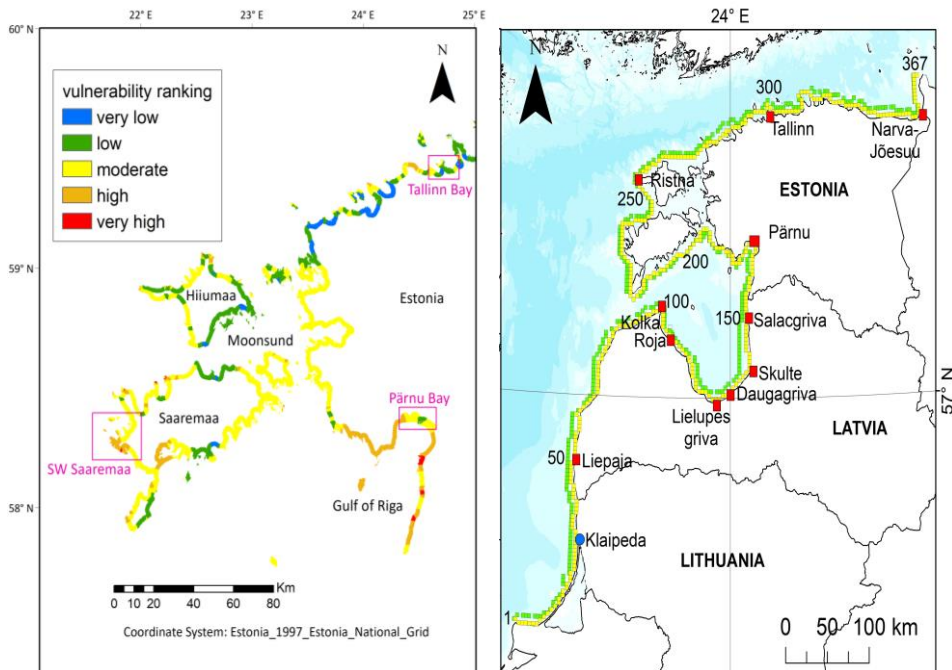 60° N
22° E
23° E
24° E
25° E
N
vulnerability ranking
very low
low
moderate
high
very high
Tallinn Bay
59° N
Hiiumaa
Estonia
Moonsund
Saaremaa
Pärnu Bay
SW Saaremaa
Gulf of Riga
58° N
Km
0 10 20 40 60 80
Coordinate System: Estonia_1997_Estonia_National_Grid
24° E
N
367
300
Tallinn
Narva-
Jõesuu
Ristna
250
ESTONIA
Pärnu
200
100
Kolka
150
Salacgriva
Roja
Skulte
57° N
Daugagriva
Lielupes
griva
LATVIA
50
Liepaja
Klaipeda
LITHUANIA
1
0 50 100 km